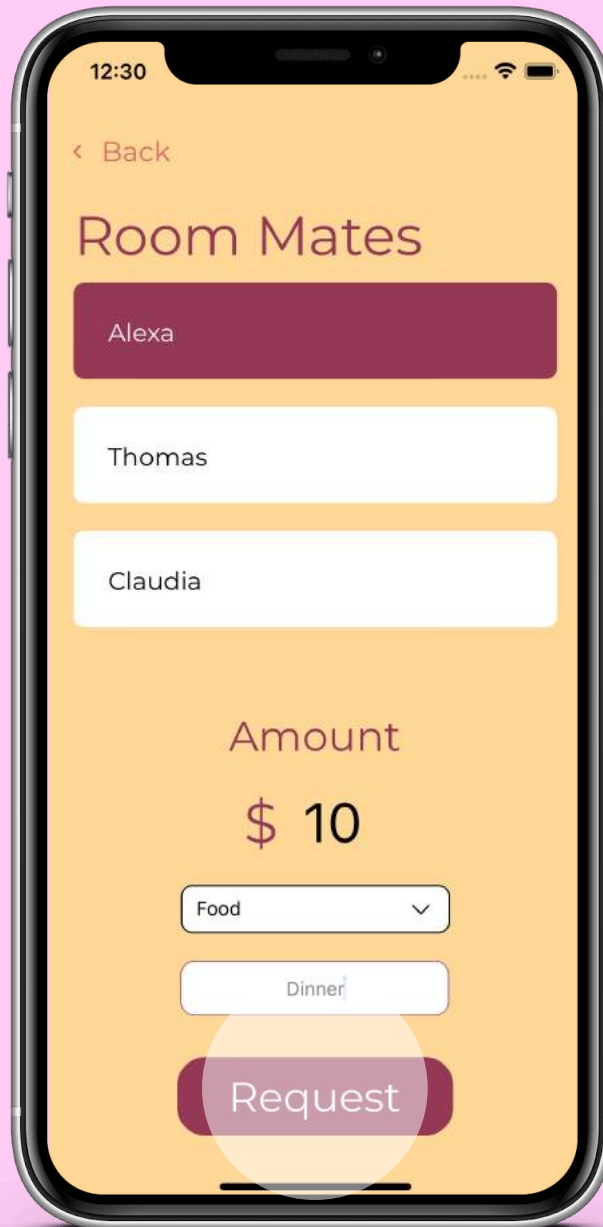 12:30
Back
Room Mates
Alexa
Thomas
Claudia
Amount
$ 10
Food
Dinner
Request